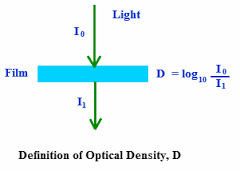 Light
I0
Film
D = log10 I0
I1
I1
Definition of Optical Density, D